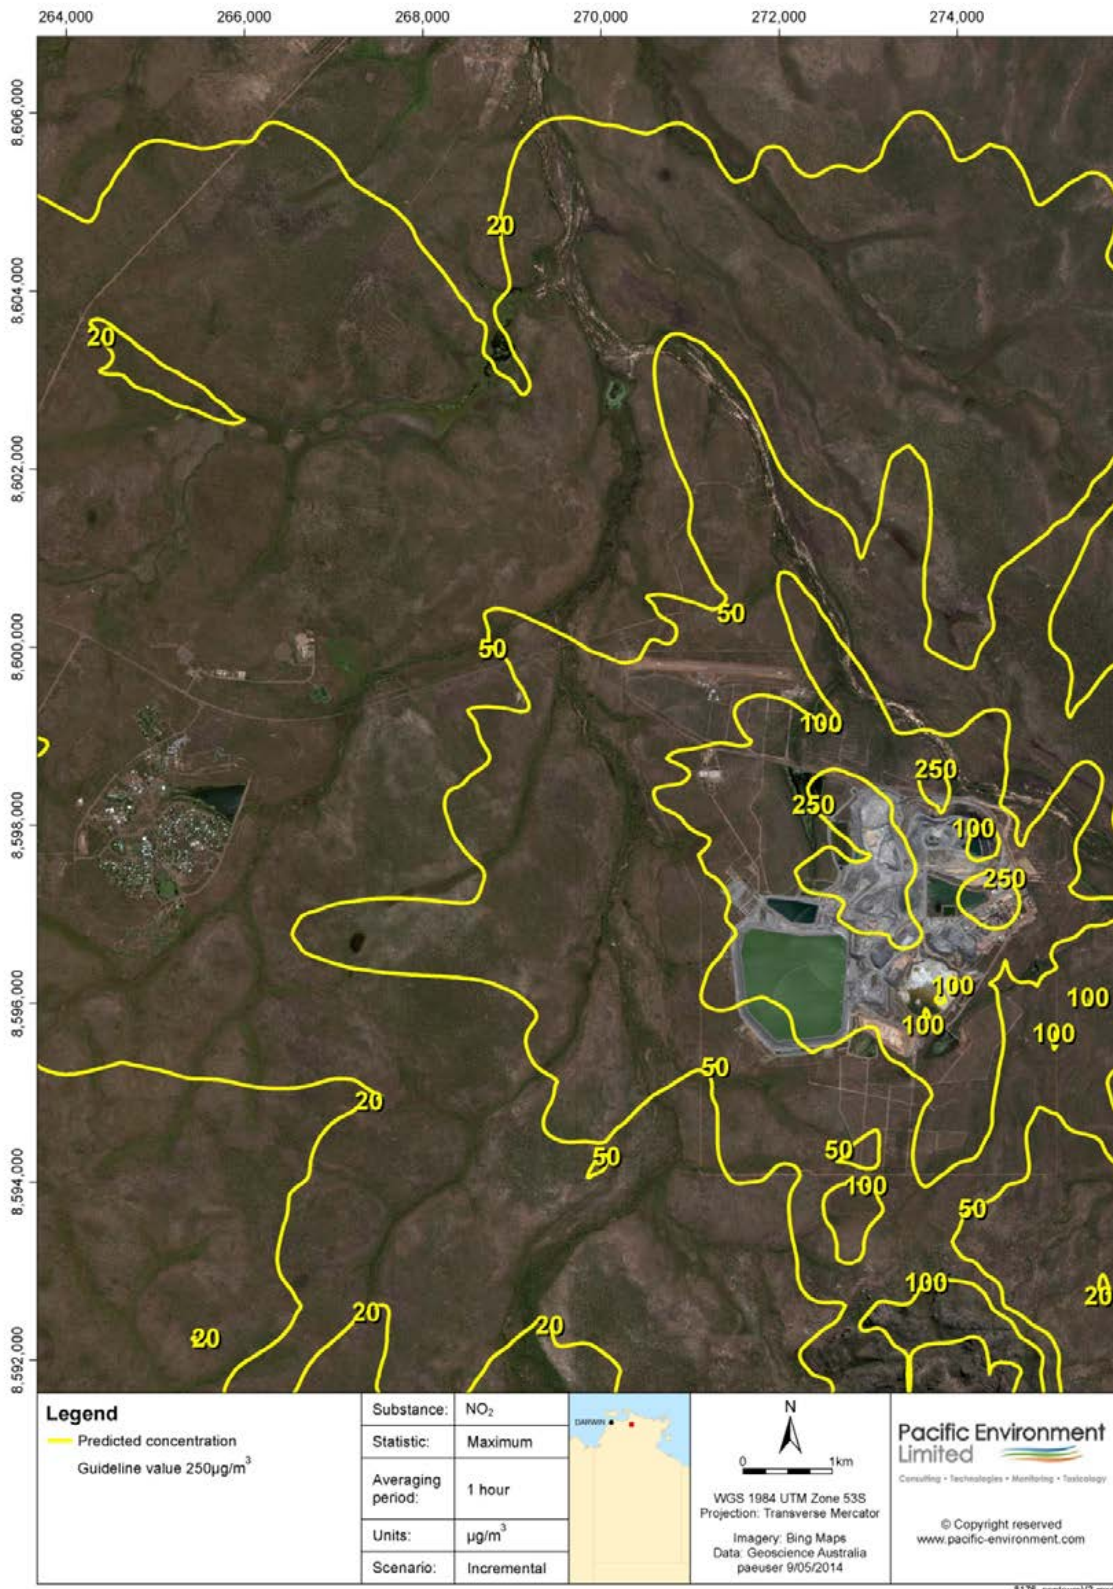 264,000 266,000 268,000 270,000 272,000 274,000
8,606,000
8,604,000
8,602,000
8,600,000
8,598,000
8,596,000
8,594,000
8,592,000
20
20
50
50
100
250
250
100
250
100
100
100
100
50
20
50
50
100
50
100
20
20
20
20
Legend
Predicted concentration
Guideline value 250µg/m³
Substance: NO₂
Statistic: Maximum
Averaging period: 1 hour
Units: µg/m³
Scenario: Incremental
DARWIN
N
0 1km
WGS 1984 UTM Zone 53S
Projection: Transverse Mercator
Imagery: Bing Maps
Data: Geoscience Australia
paeuser 9/05/2014
Pacific Environment
Limited
Consulting • Technologies • Monitoring • Toxicology
© Copyright reserved
www.pacific-environment.com